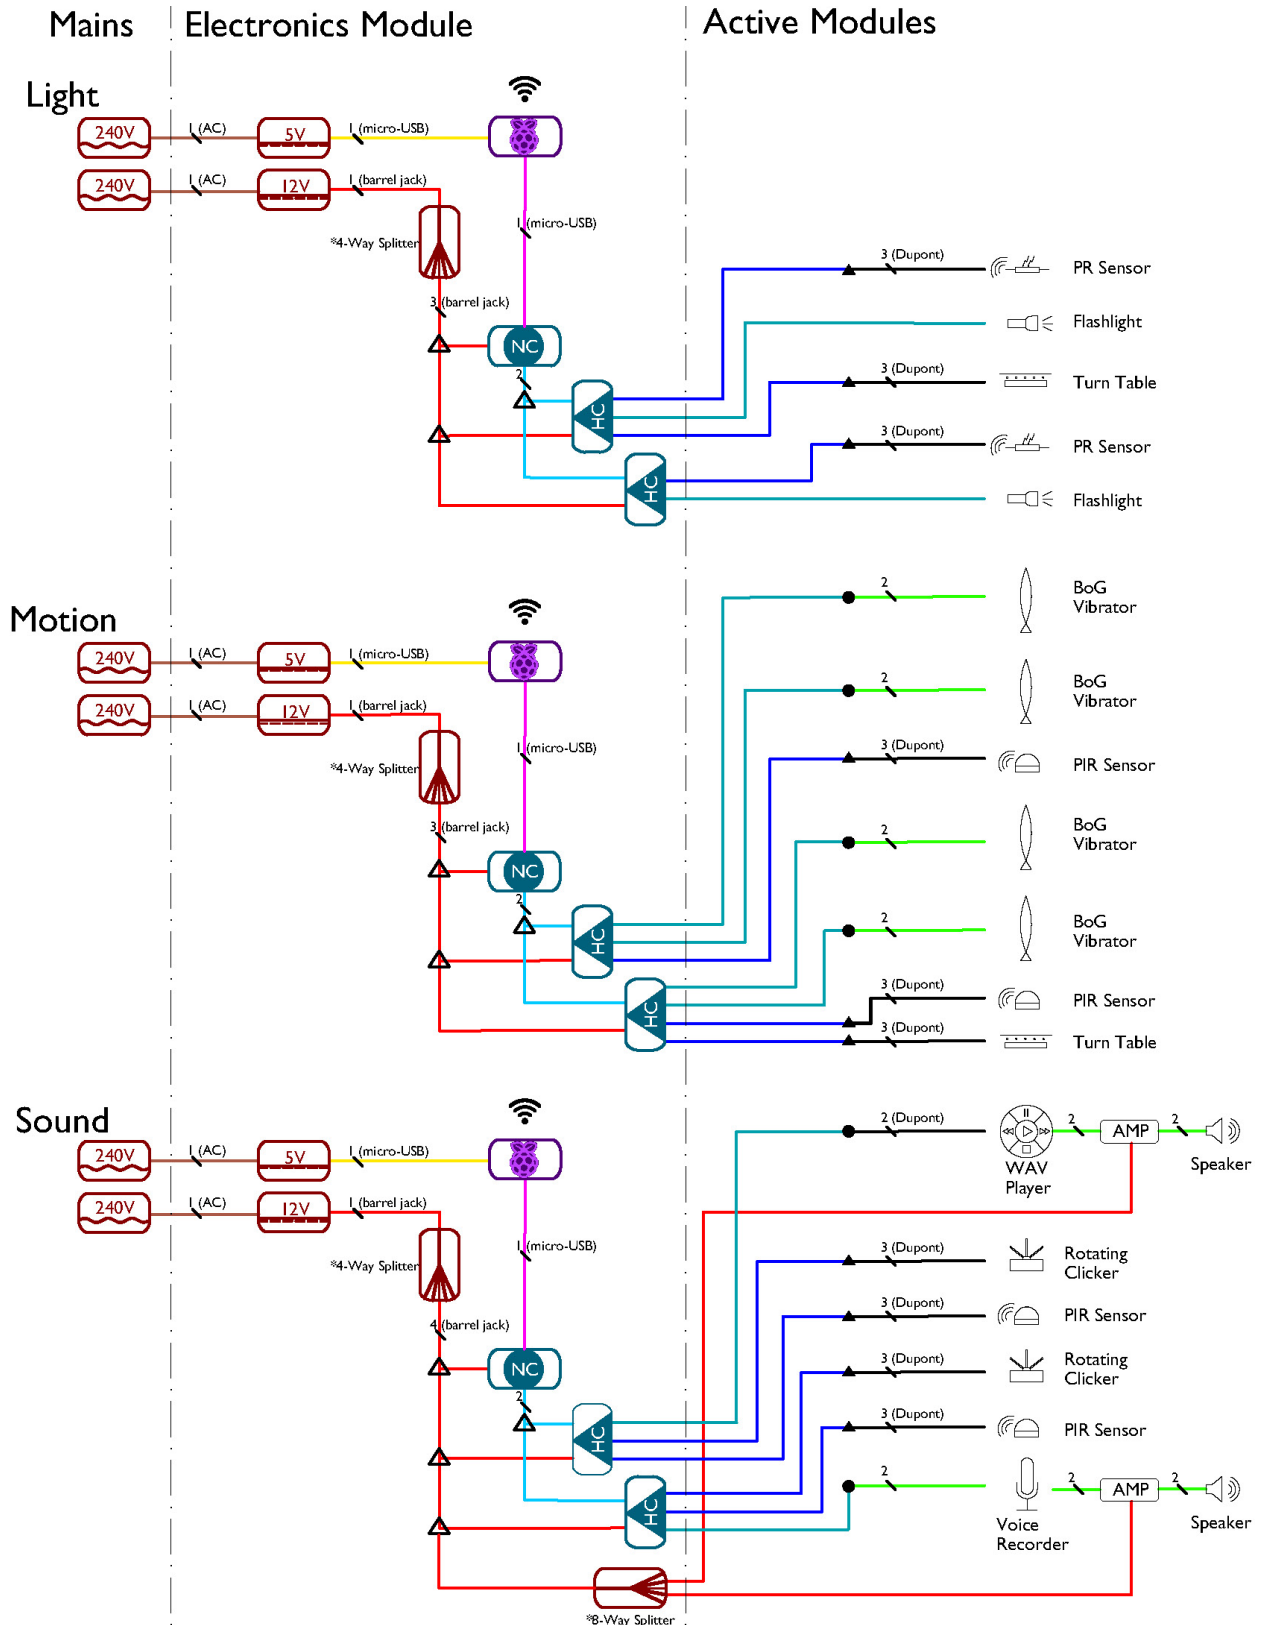 Mains
Electronics Module
Active Modules
Light
240V
1 (AC)
5V
1 (micro-USB)
240V
1 (AC)
12V
1 (barrel jack)
*4-Way Splitter
1 (micro-USB)
3 (barrel jack)
NC
2
HC
HC
3 (Dupont)
PR Sensor
Flashlight
3 (Dupont)
Turn Table
3 (Dupont)
PR Sensor
Flashlight
Motion
240V
1 (AC)
5V
1 (micro-USB)
240V
1 (AC)
12V
1 (barrel jack)
*4-Way Splitter
1 (micro-USB)
3 (barrel jack)
NC
2
HC
HC
2
BoG
Vibrator
2
BoG
Vibrator
3 (Dupont)
PIR Sensor
2
BoG
Vibrator
2
BoG
Vibrator
3 (Dupont)
PIR Sensor
3 (Dupont)
Turn Table
Sound
240V
1 (AC)
5V
1 (micro-USB)
240V
1 (AC)
12V
1 (barrel jack)
*4-Way Splitter
1 (micro-USB)
4 (barrel jack)
NC
2
HC
HC
*8-Way Splitter
2 (Dupont)
WAV
Player
2
AMP
2
Speaker
3 (Dupont)
Rotating
Clicker
3 (Dupont)
PIR Sensor
3 (Dupont)
Rotating
Clicker
3 (Dupont)
PIR Sensor
2
Voice
Recorder
2
AMP
2
Speaker